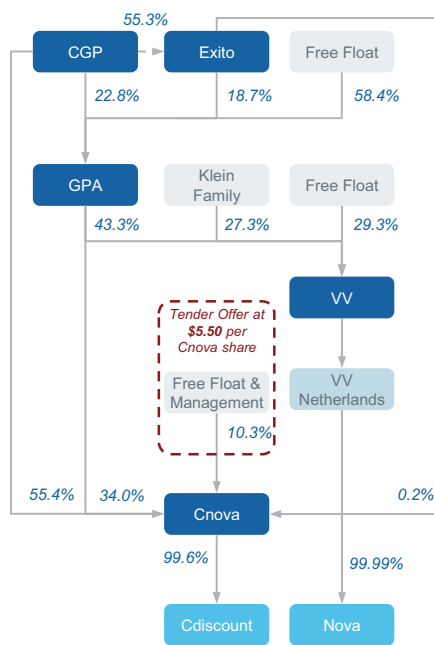 55.3%
CGP
Exito
Free Float
22.8%
18.7%
58.4%
GPA
Klein
Family
Free Float
43.3%
27.3%
29.3%
VV
Tender Offer at
$5.50 per
Cnova share
Free Float &
Management
VV
Netherlands
10.3%
55.4%
34.0%
Cnova
0.2%
99.6%
99.99%
Cdiscount
Nova